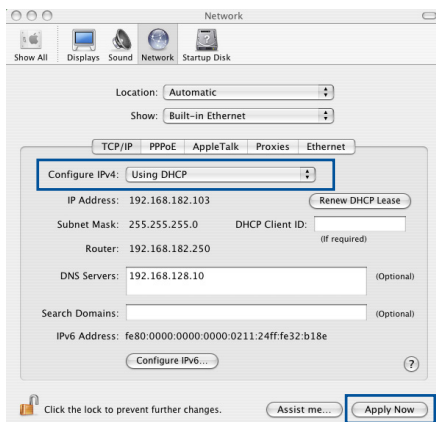 Network
Show All Displays Sound Network Startup Disk
Location: Automatic
Show: Built-in Ethernet
TCP/IP PPPoE AppleTalk Proxies Ethernet
Configure IPv4: Using DHCP
IP Address: 192.168.182.103 Renew DHCP Lease
Subnet Mask: 255.255.255.0 DHCP Client ID:
(If required)
Router: 192.168.182.250
DNS Servers: 192.168.128.10 (Optional)
Search Domains: (Optional)
IPv6 Address: fe80:0000:0000:0000:0211:24ff:fe32:b18e
Configure IPv6... ?
Click the lock to prevent further changes. Assist me... Apply Now